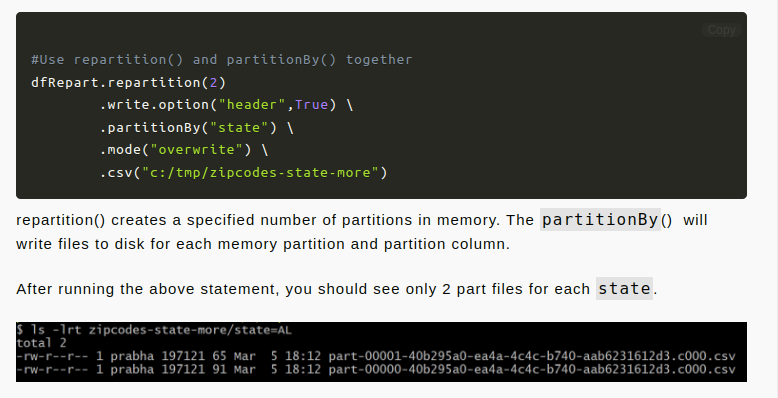 Copy
#Use repartition() and partitionBy() together
dfRepart.repartition(2)
        .write.option("header",True) \
        .partitionBy("state") \
        .mode("overwrite") \
        .csv("c:/tmp/zipcodes-state-more")
repartition() creates a specified number of partitions in memory. The partitionBy() will
write files to disk for each memory partition and partition column.
After running the above statement, you should see only 2 part files for each state.
$ ls -lrt zipcodes-state-more/state=AL
total 2
-rw-r--r-- 1 prabha 197121 65 Mar  5 18:12 part-00001-40b295a0-ea4a-4c4c-b740-aab6231612d3.c000.csv
-rw-r--r-- 1 prabha 197121 91 Mar  5 18:12 part-00000-40b295a0-ea4a-4c4c-b740-aab6231612d3.c000.csv